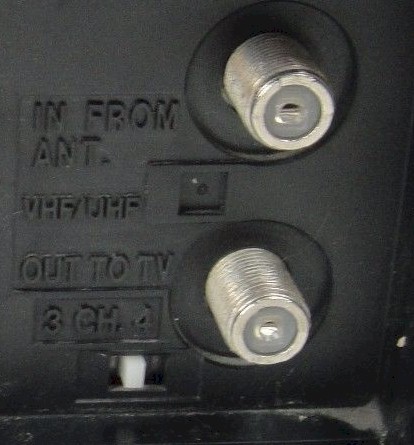 IN FROM
ANT.
VHF/UHF
OUT TO TV
3 CH. 4